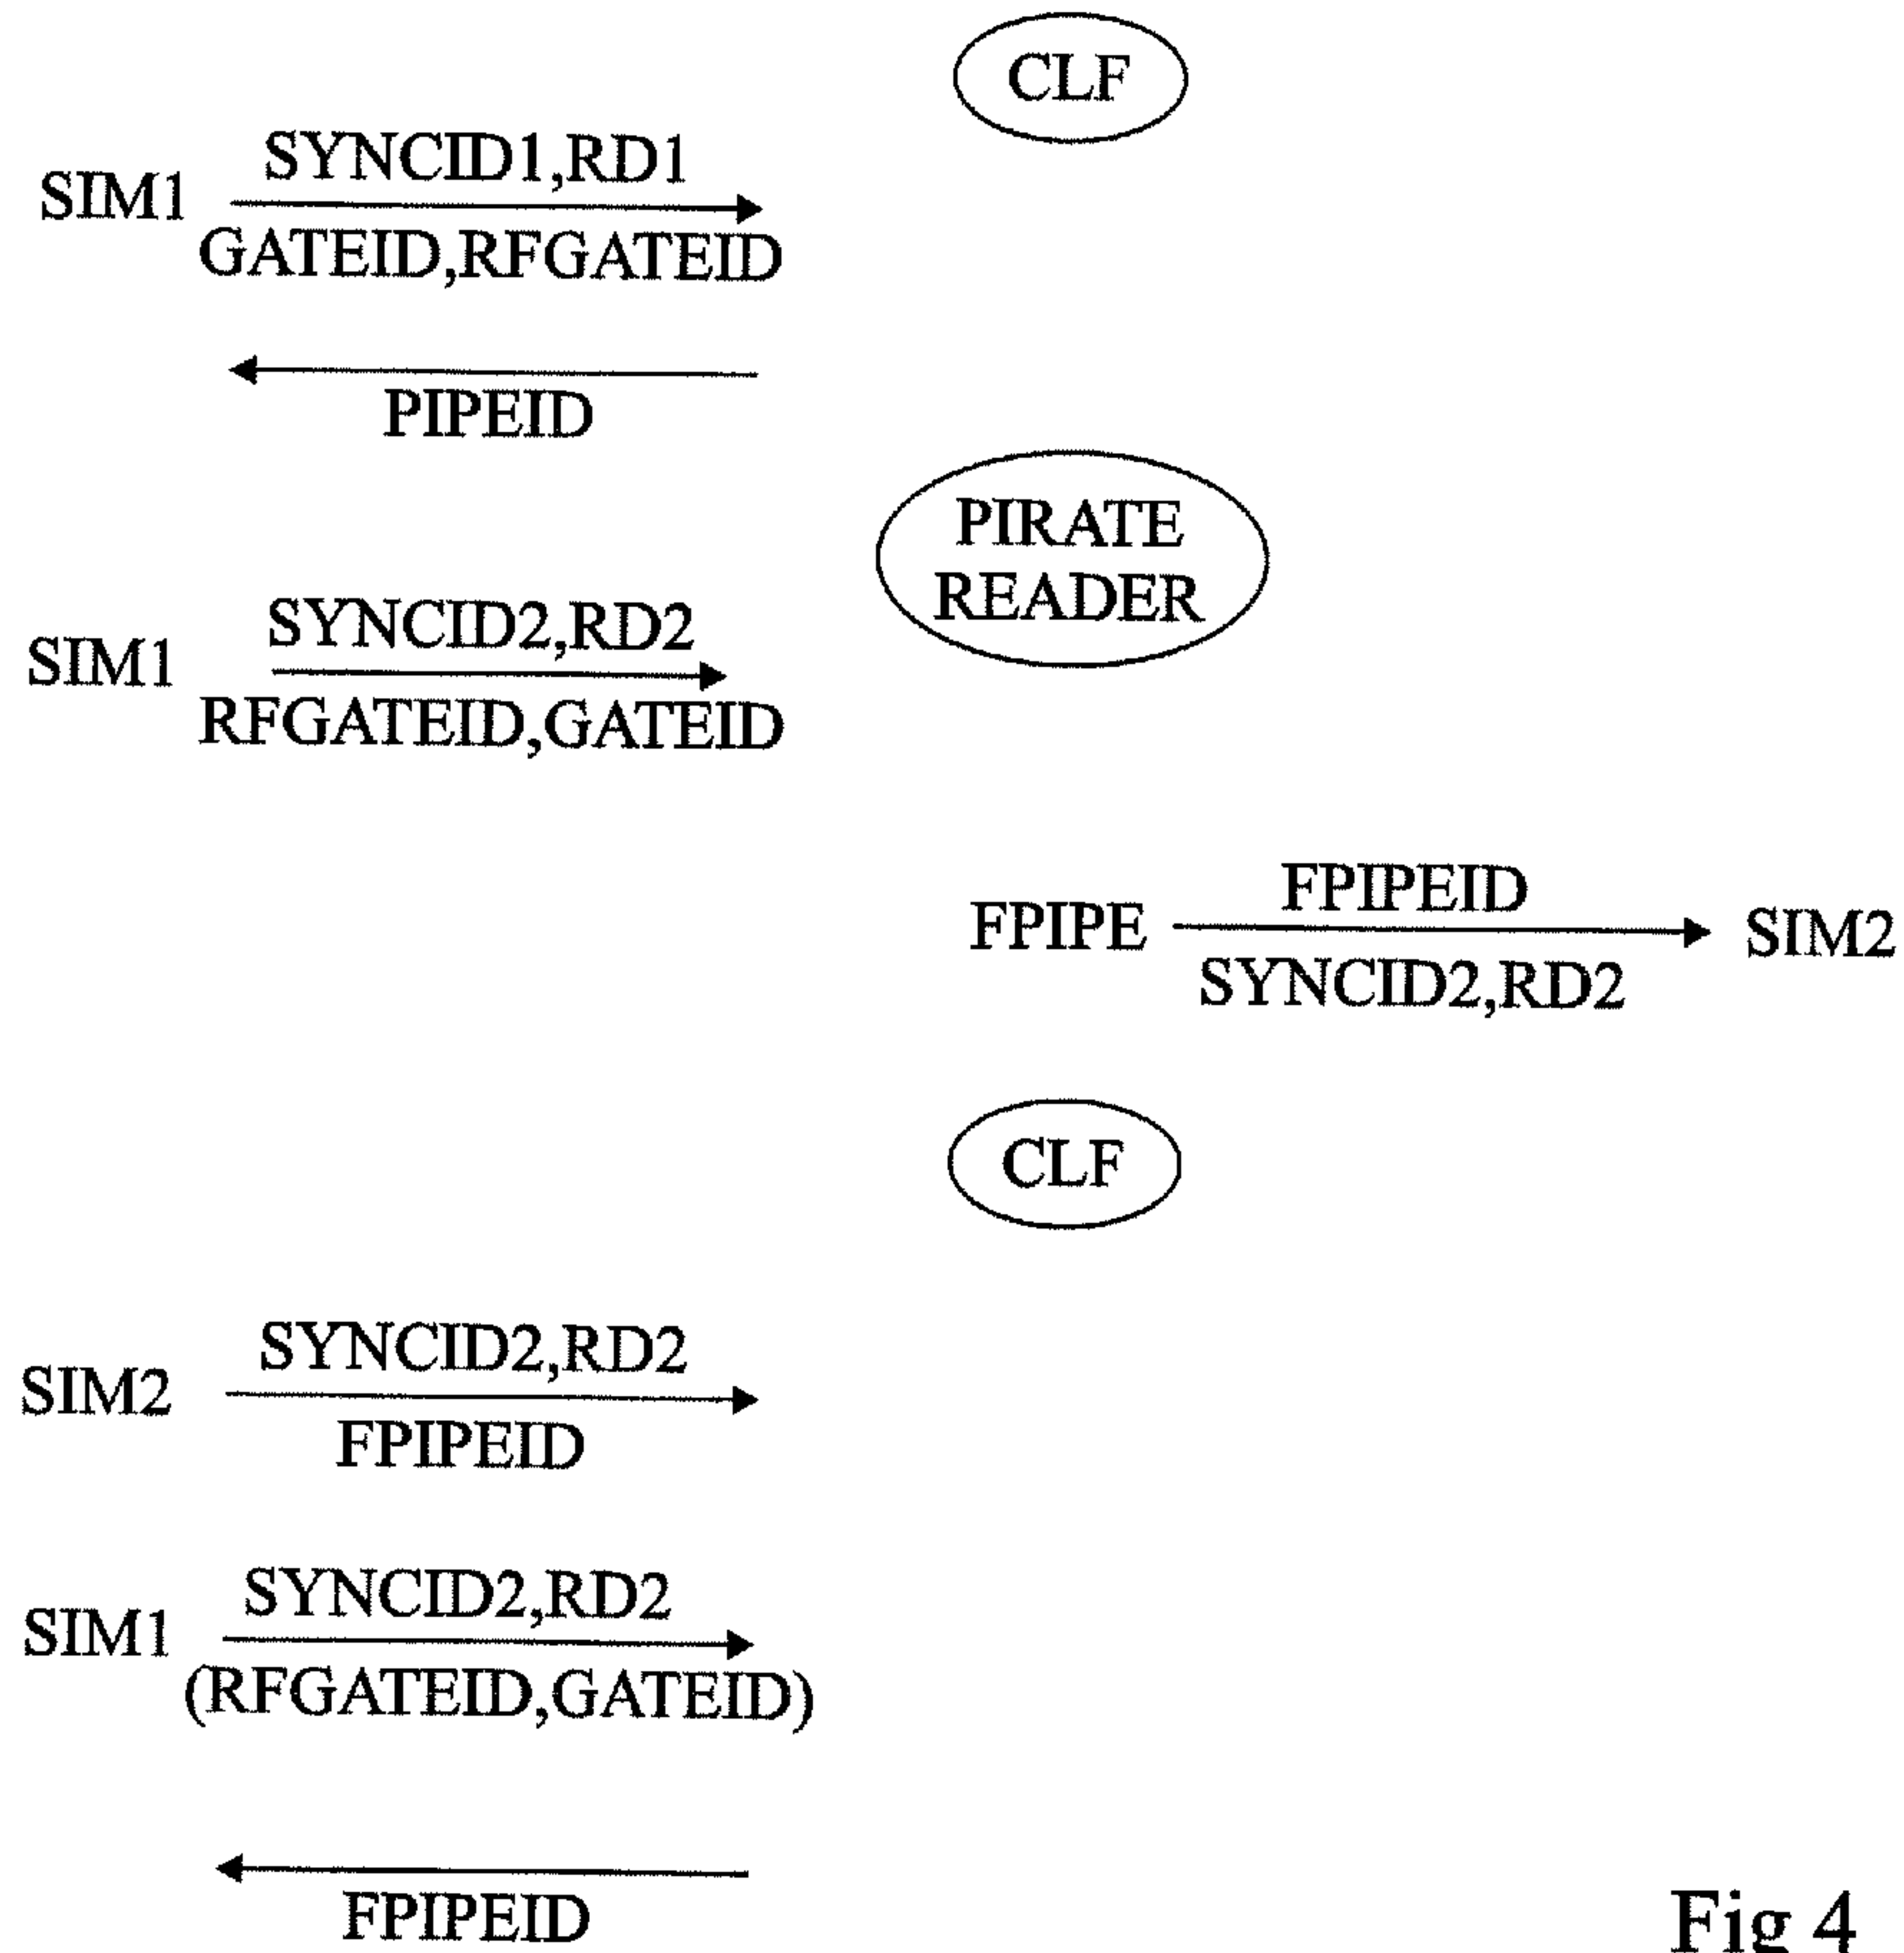 CLF
SYNCID1,RD1
SIM1
GATEID,RFGATEID
PIPEID
PIRATE
READER
SYNCID2,RD2
SIM1
RFGATEID,GATEID
FPIPEID
FPIPE
SIM2
SYNCID2,RD2
CLF
SYNCID2,RD2
SIM2
FPIPEID
SYNCID2,RD2
SIM1
(RFGATEID,GATEID)
FPIPEID
Fig 4